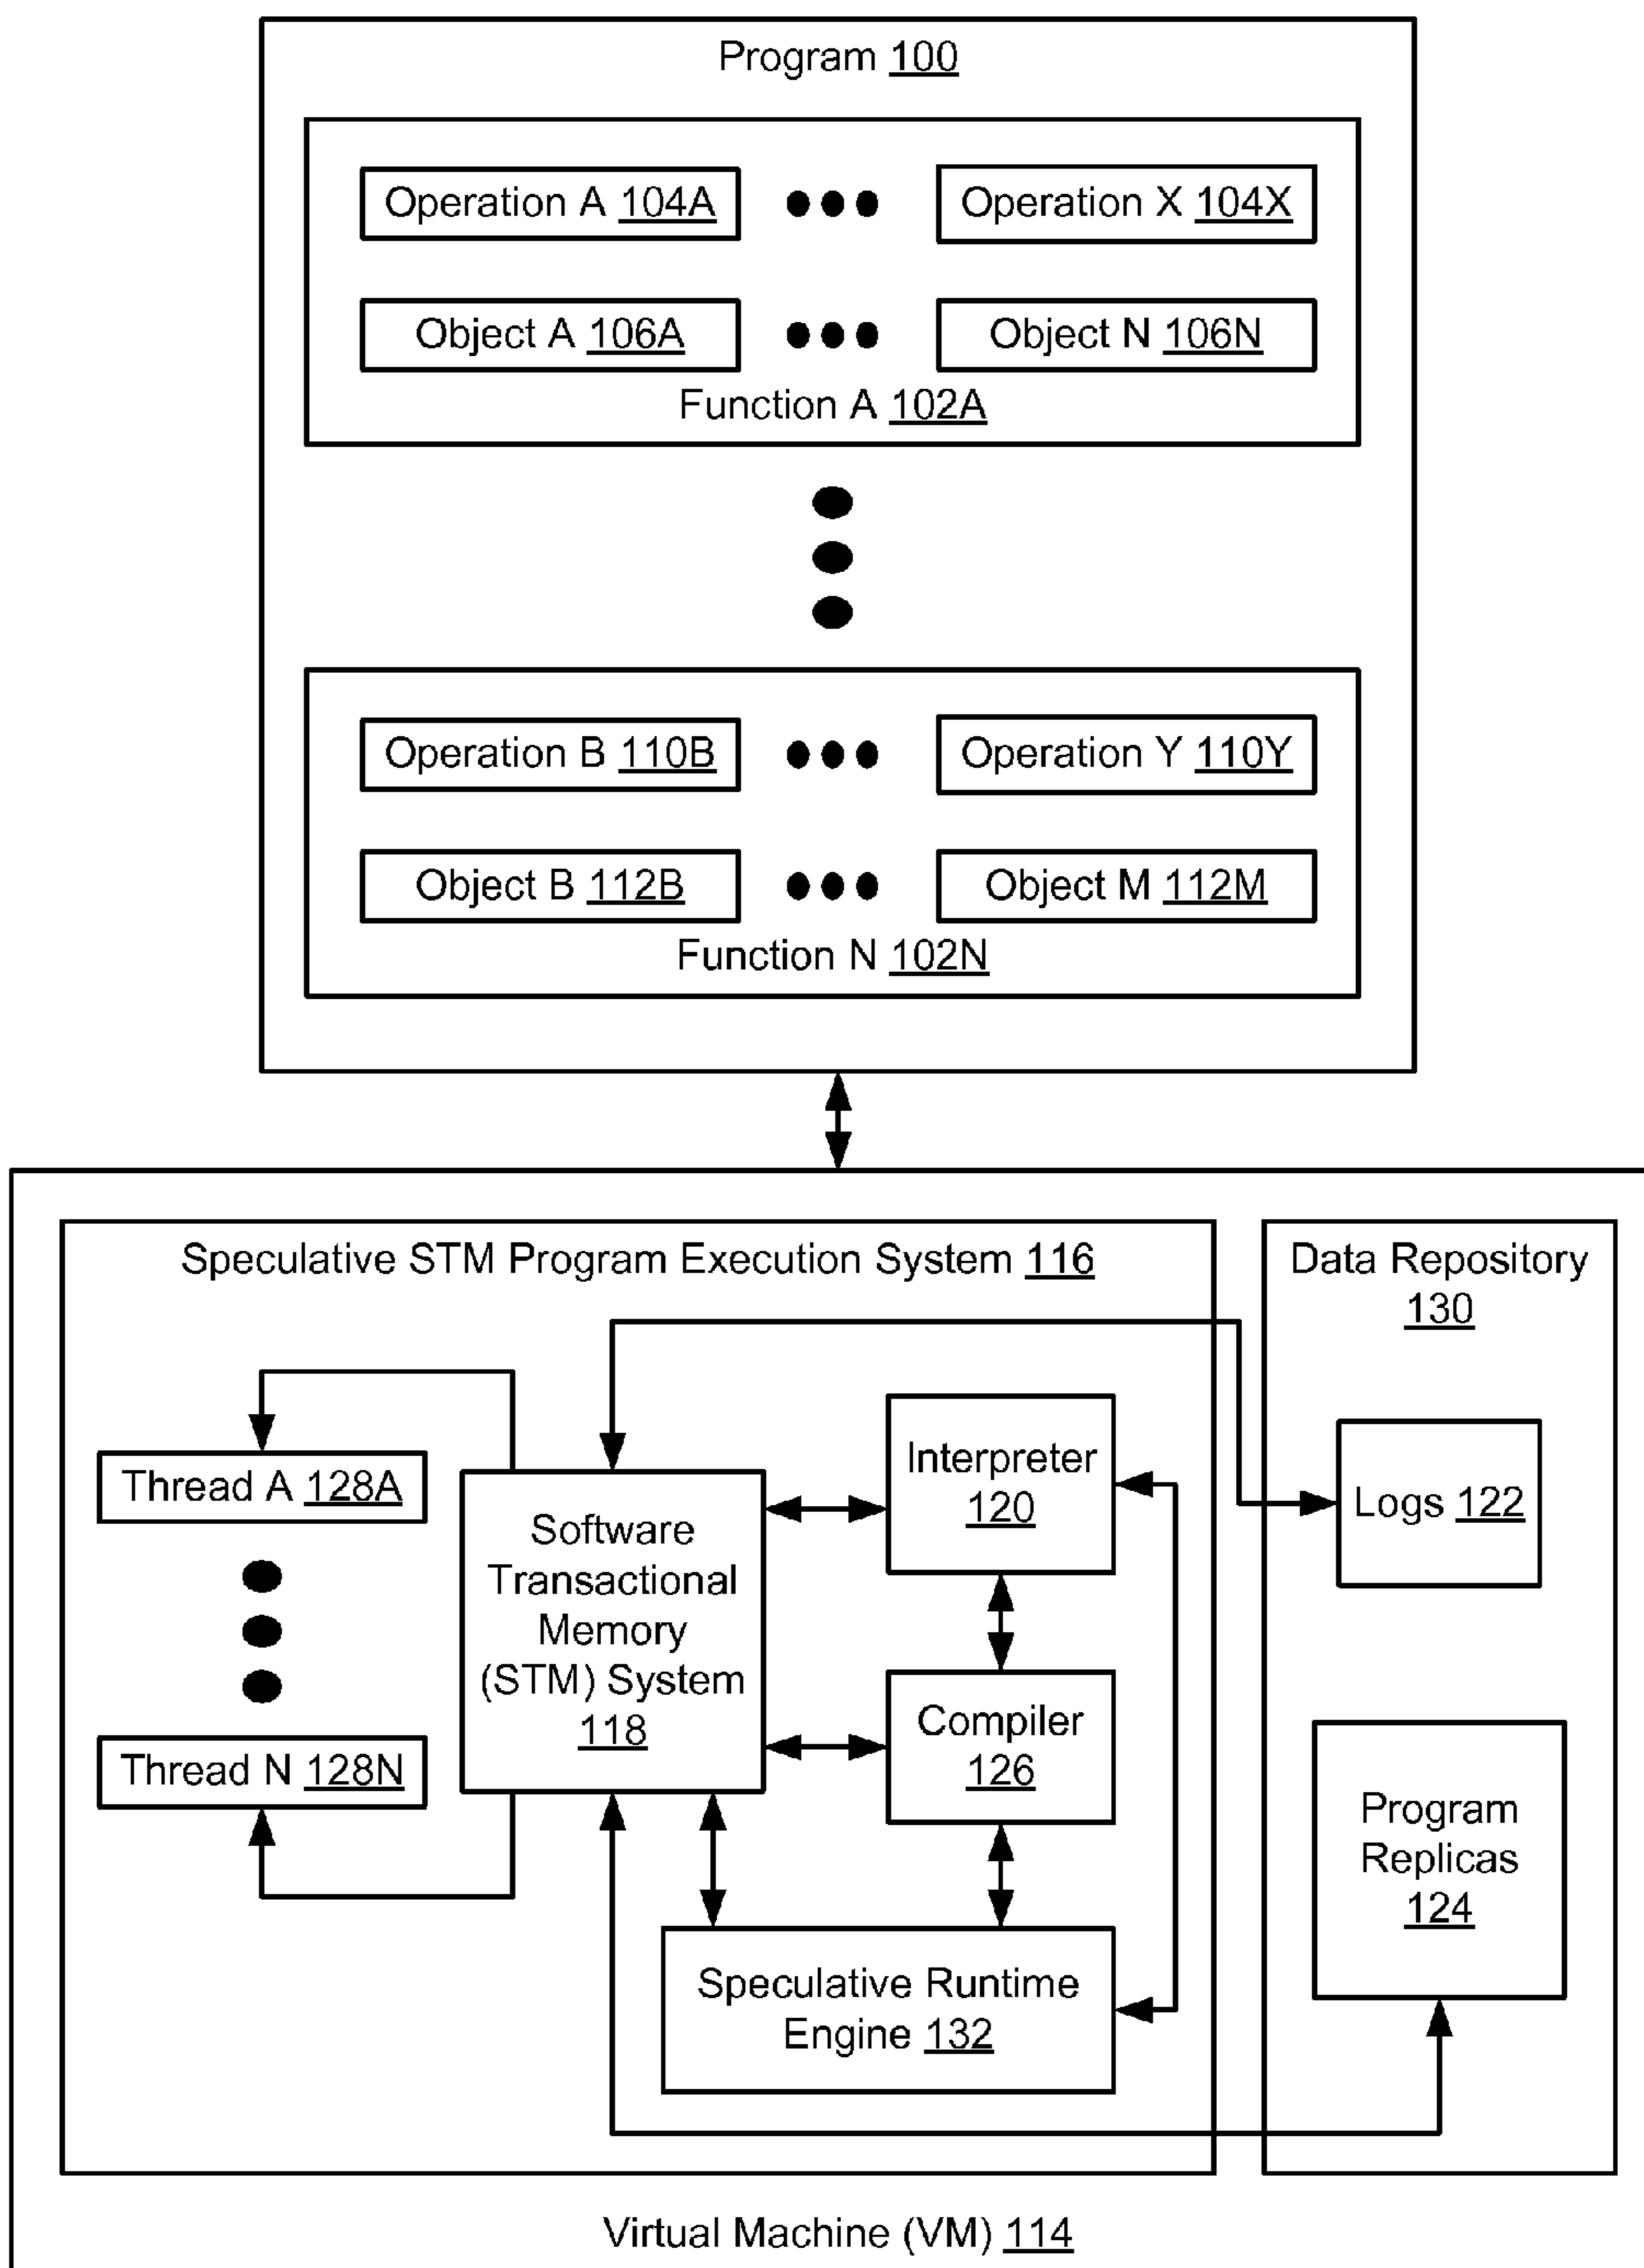 Program 100
Operation A 104A
Operation X 104X
Object A 106A
Object N 106N
Function A 102A
Operation B 110B
Operation Y 110Y
Object B 112B
Object M 112M
Function N 102N
Speculative STM Program Execution System 116
Data Repository
130
Thread A 128A
Software
Transactional
Memory
(STM) System
118
Interpreter
120
Logs 122
Thread N 128N
Compiler
126
Program
Replicas
124
Speculative Runtime
Engine 132
Virtual Machine (VM) 114